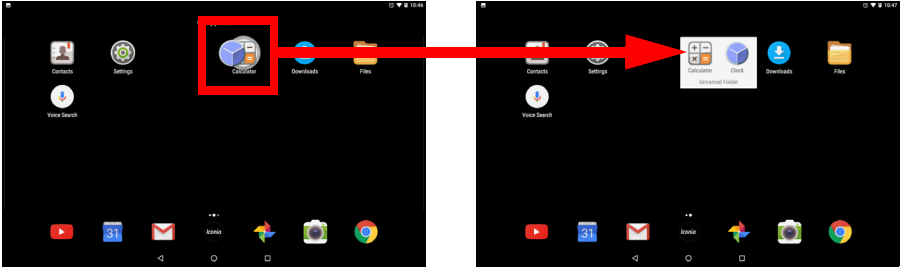 10:46
Contacts
Settings
Calculator
Downloads
Files
Voice Search
31
Iconia
10:47
Contacts
Settings
Calculator
Clock
Unnamed Folder
Downloads
Files
Voice Search
31
Iconia